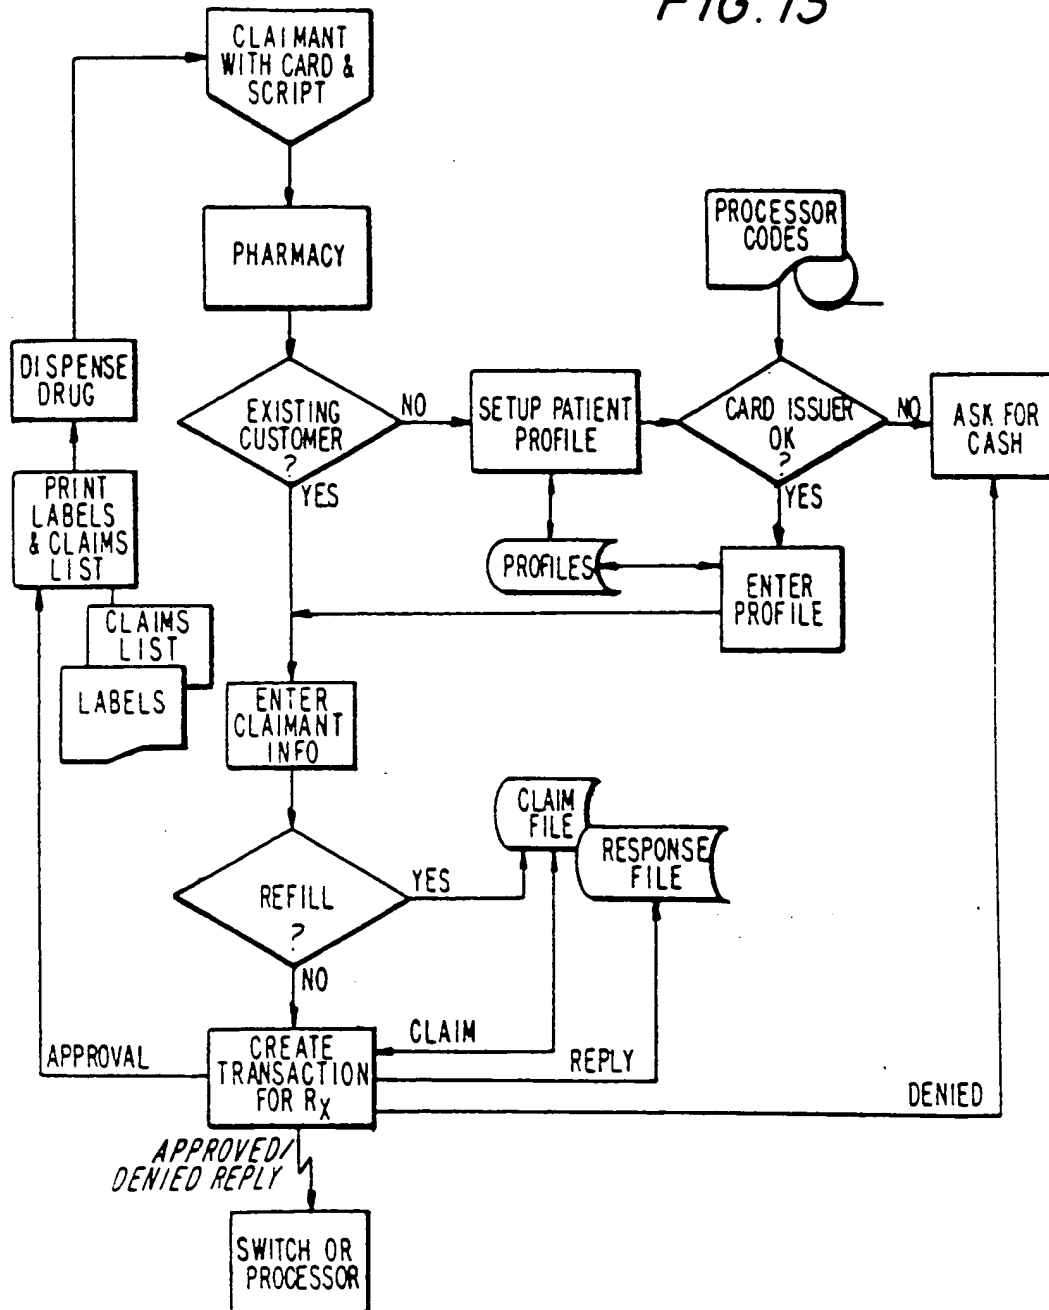 FIG. 13
CLAIMANT
WITH CARD &
SCRIPT
PHARMACY
PROCESSOR
CODES
DISPENSE
DRUG
EXISTING
CUSTOMER
?
NO
YES
SETUP PATIENT
PROFILE
CARD ISSUER
OK
?
NO
YES
ASK FOR
CASH
PRINT
LABELS
& CLAIMS
LIST
PROFILES
ENTER
PROFILE
CLAIMS
LIST
LABELS
ENTER
CLAIMANT
INFO
CLAIM
FILE
RESPONSE
FILE
REFILL
?
YES
NO
CLAIM
REPLY
APPROVAL
CREATE
TRANSACTION
FOR RX
DENIED
APPROVED/
DENIED REPLY
SWITCH OR
PROCESSOR